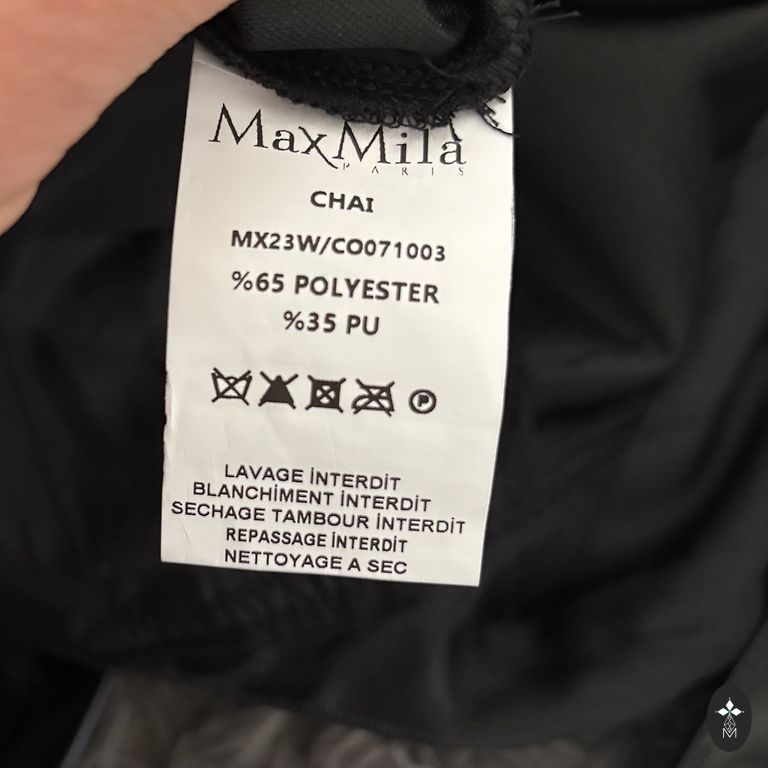 MaxMila
PARIS
CHAI
MX23W/CO071003
%65 POLYESTER
%35 PU
P
LAVAGE İNTERDİT
BLANCHİMENT İNTERDİT
SECHAGE TAMBOUR İNTERDİT
REPASSAGE İNTERDİT
NETTOYAGE A SEC
M